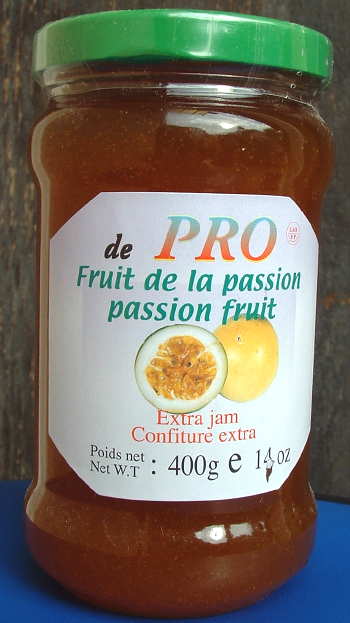 de PRO
Fruit de la passion
passion fruit
Extra jam
Confiture extra
Poids net
Net W.T : 400g e 14 oz